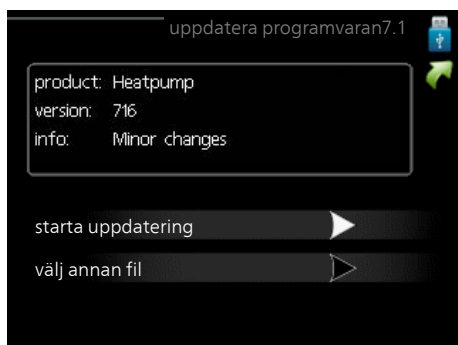 uppdatera programvaran7.1
product: Heatpump
version: 716
info: Minor changes
starta uppdatering
välj annan fil